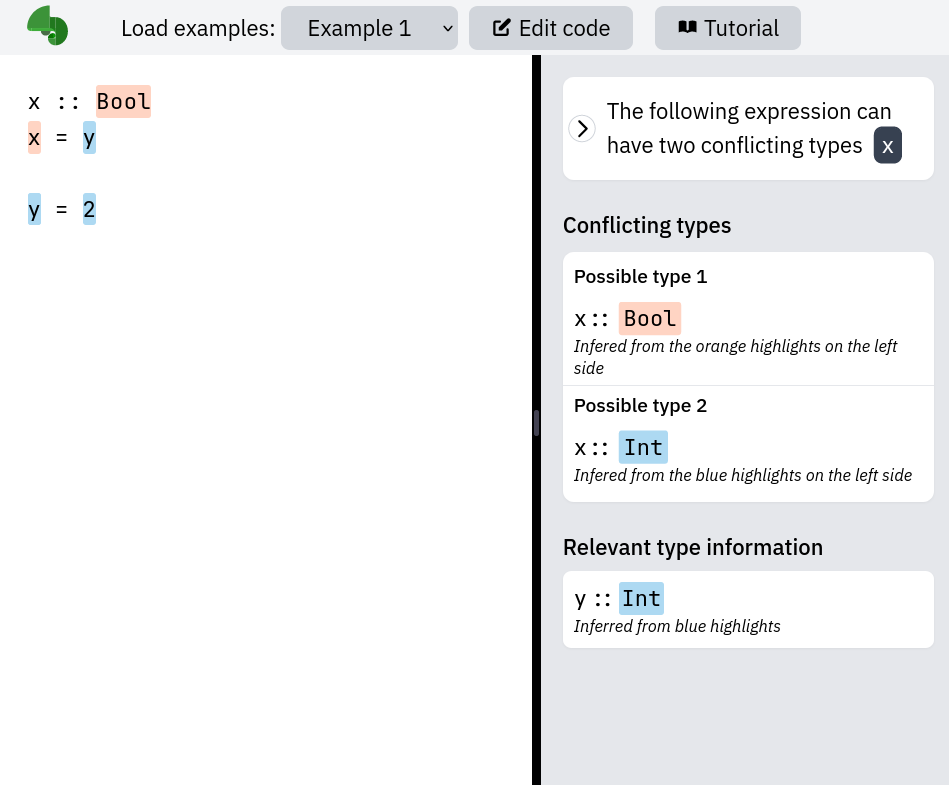 Load examples: Example 1 Edit code Tutorial
x :: Bool
x = y
y = 2
The following expression can
have two conflicting types x
Conflicting types
Possible type 1
x :: Bool
Infered from the orange highlights on the left
side
Possible type 2
x :: Int
Infered from the blue highlights on the left side
Relevant type information
y :: Int
Inferred from blue highlights